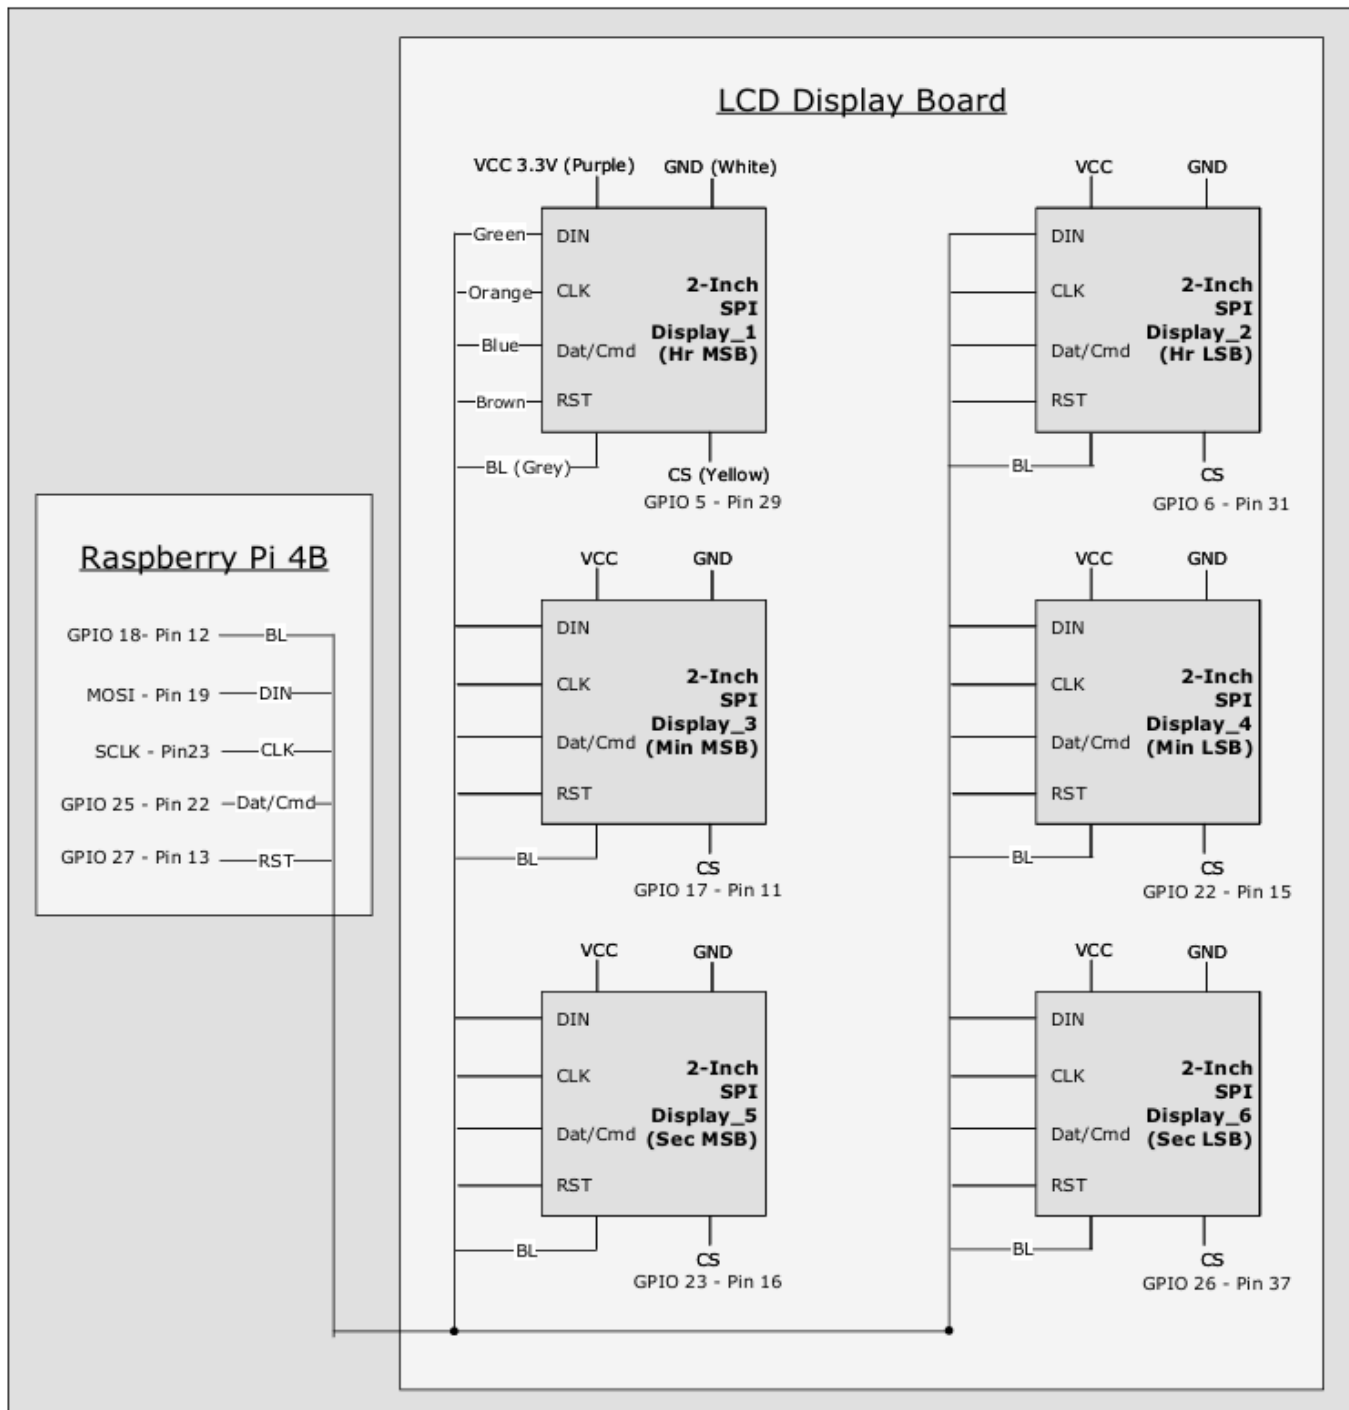 LCD Display Board
VCC 3.3V (Purple)
GND (White)
Green
DIN
Orange
CLK
Blue
Dat/Cmd
Brown
RST
2-Inch
SPI
Display_1
(Hr MSB)
BL (Grey)
CS (Yellow)
GPIO 5 - Pin 29
VCC
GND
DIN
CLK
Dat/Cmd
RST
2-Inch
SPI
Display_2
(Hr LSB)
BL
CS
GPIO 6 - Pin 31
Raspberry Pi 4B
GPIO 18- Pin 12
BL
MOSI - Pin 19
DIN
SCLK - Pin23
CLK
GPIO 25 - Pin 22
Dat/Cmd
GPIO 27 - Pin 13
RST
VCC
GND
DIN
CLK
Dat/Cmd
RST
2-Inch
SPI
Display_3
(Min MSB)
BL
CS
GPIO 17 - Pin 11
VCC
GND
DIN
CLK
Dat/Cmd
RST
2-Inch
SPI
Display_4
(Min LSB)
BL
CS
GPIO 22 - Pin 15
VCC
GND
DIN
CLK
Dat/Cmd
RST
2-Inch
SPI
Display_5
(Sec MSB)
BL
CS
GPIO 23 - Pin 16
VCC
GND
DIN
CLK
Dat/Cmd
RST
2-Inch
SPI
Display_6
(Sec LSB)
BL
CS
GPIO 26 - Pin 37